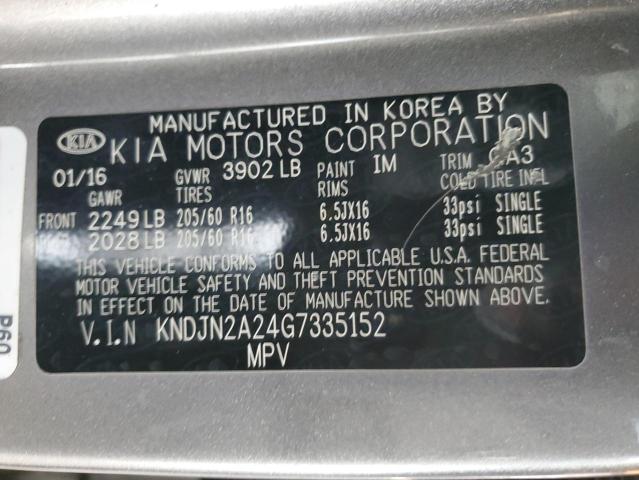 MANUFACTURED IN KOREA BY
KIA KIA MOTORS CORPORATION
01/16 GVWR 3902 LB PAINT IM TRIM A3
GAWR TIRES RIMS COLD TIRE INFL
FRONT 2249 LB 205/60 R16 6.5JX16 33psi SINGLE
2028 LB 205/60 R16 6.5JX16 33psi SINGLE
THIS VEHICLE CONFORMS TO ALL APPLICABLE U.S.A. FEDERAL
MOTOR VEHICLE SAFETY AND THEFT PREVENTION STANDARDS
IN EFFECT ON THE DATE OF MANUFACTURE SHOWN ABOVE.
V.I.N KNDJN2A24G7335152
MPV